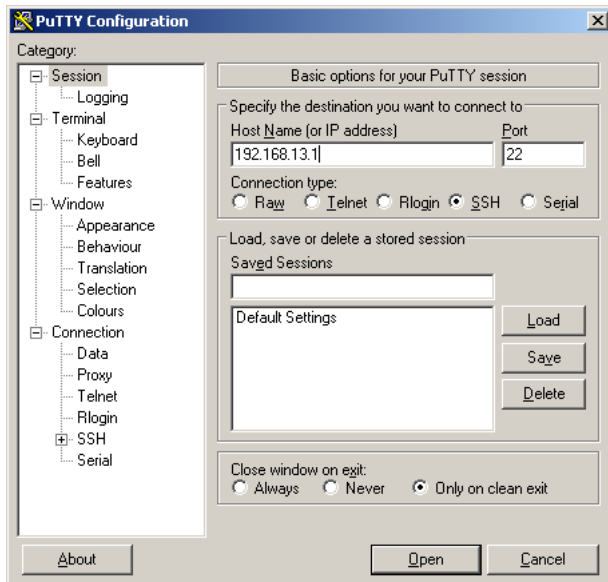 PuTTY Configuration
Category:
Session
Logging
Terminal
Keyboard
Bell
Features
Window
Appearance
Behaviour
Translation
Selection
Colours
Connection
Data
Proxy
Telnet
Rlogin
SSH
Serial
Basic options for your PuTTY session
Specify the destination you want to connect to
Host Name (or IP address) Port
192.168.13.1 22
Connection type:
Raw Telnet Rlogin SSH Serial
Load, save or delete a stored session
Saved Sessions
Default Settings
Load
Save
Delete
Close window on exit:
Always Never Only on clean exit
About Open Cancel